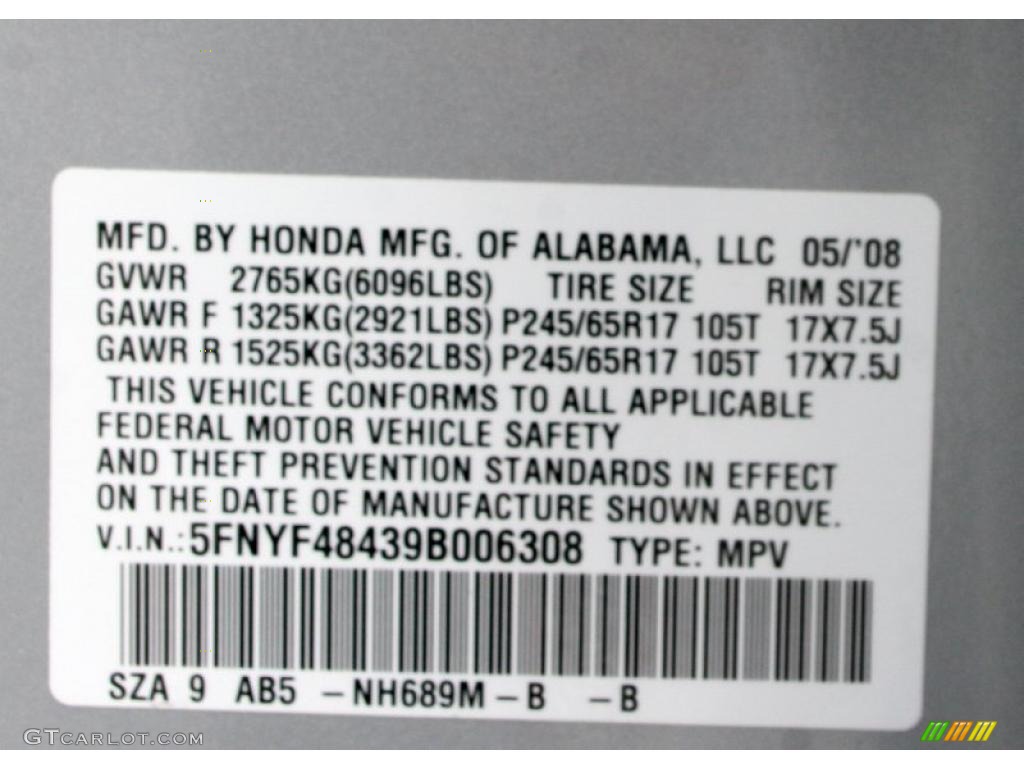 MFD. BY HONDA MFG. OF ALABAMA, LLC 05/'08
GVWR 2765KG(6096LBS) TIRE SIZE RIM SIZE
GAWR F 1325KG(2921LBS) P245/65R17 105T 17X7.5J
GAWR R 1525KG(3362LBS) P245/65R17 105T 17X7.5J
THIS VEHICLE CONFORMS TO ALL APPLICABLE
FEDERAL MOTOR VEHICLE SAFETY
AND THEFT PREVENTION STANDARDS IN EFFECT
ON THE DATE OF MANUFACTURE SHOWN ABOVE.
V.I.N.:5FNYF48439B006308 TYPE: MPV
SZA 9 AB5 -NH689M-B -B
GTCARLOT.COM